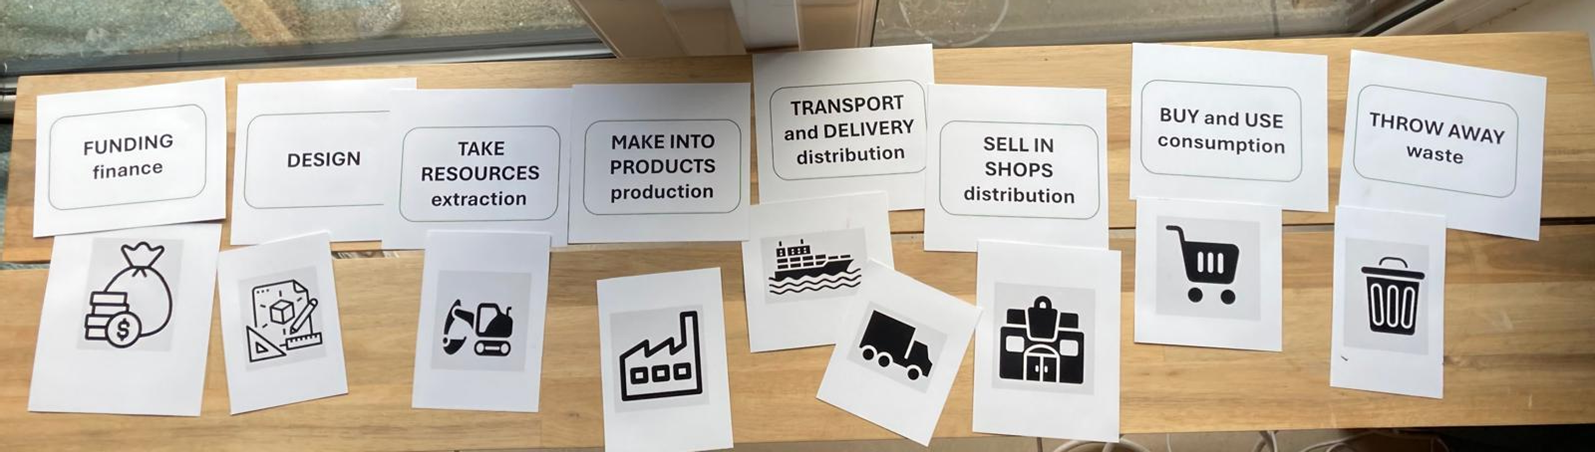 FUNDING
finance
DESIGN
TAKE
RESOURCES
extraction
MAKE INTO
PRODUCTS
production
TRANSPORT
and DELIVERY
distribution
SELL IN
SHOPS
distribution
BUY and USE
consumption
THROW AWAY
waste
$